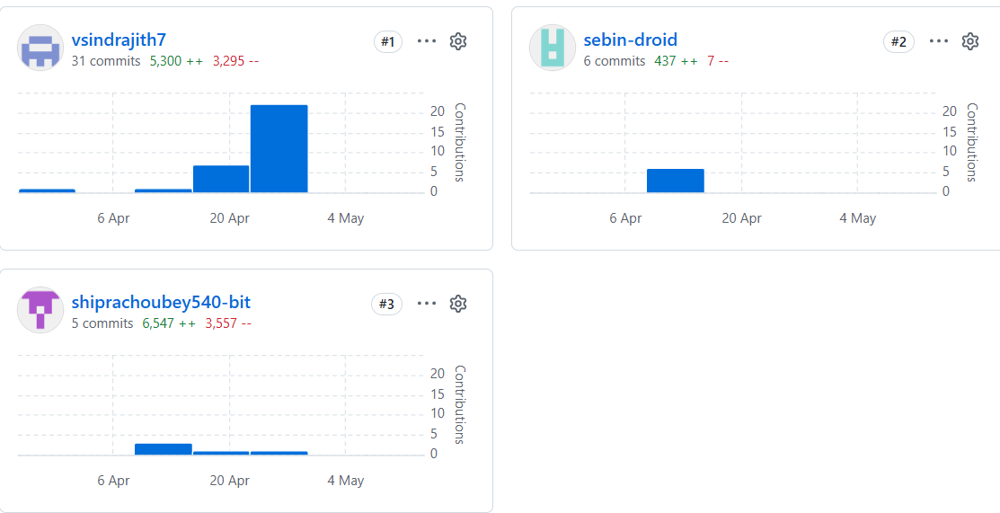 vsindrajith7 #1
31 commits 5,300 ++ 3,295 --
20
15
10
5
0
Contributions
6 Apr 20 Apr 4 May
sebin-droid #2
6 commits 437 ++ 7 --
20
15
10
5
0
Contributions
6 Apr 20 Apr 4 May
shiprachoubey540-bit #3
5 commits 6,547 ++ 3,557 --
20
15
10
5
0
Contributions
6 Apr 20 Apr 4 May